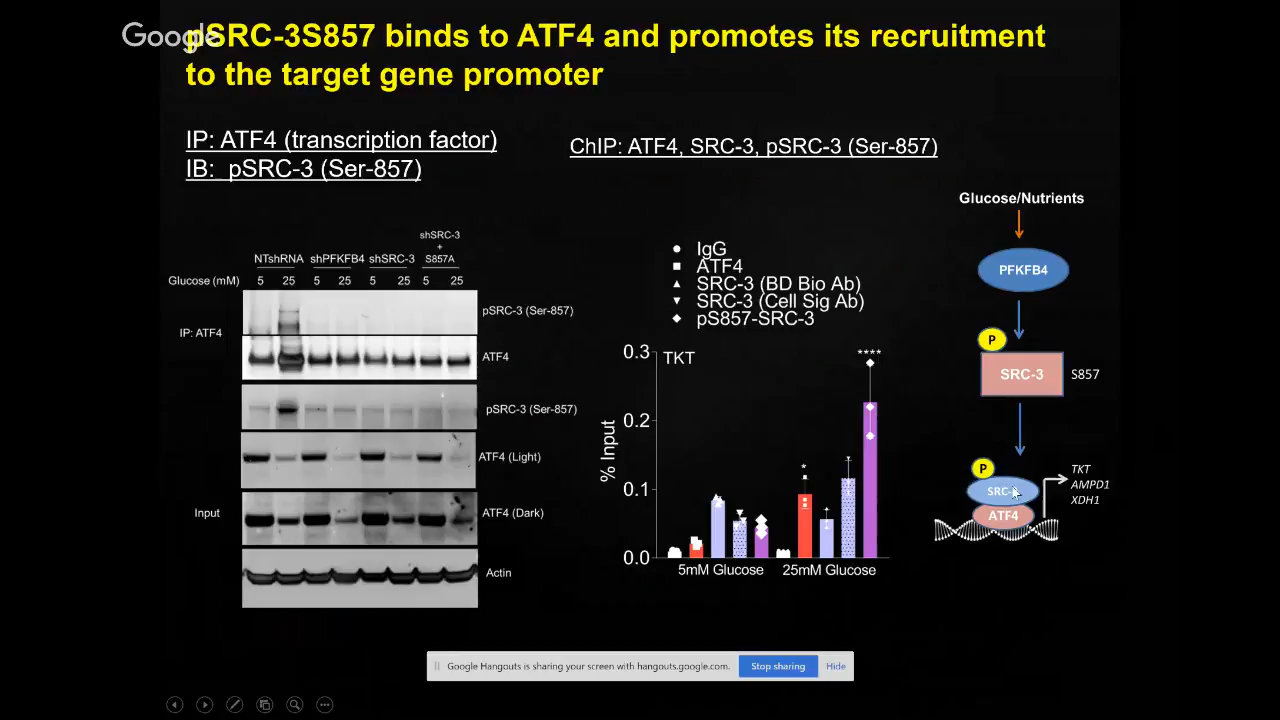 Google
pSRC-3S857 binds to ATF4 and promotes its recruitment
to the target gene promoter
IP: ATF4 (transcription factor)
IB: pSRC-3 (Ser-857)
ChIP: ATF4, SRC-3, pSRC-3 (Ser-857)
shSRC-3
+
NTshRNA shPFKFB4 shSRC-3 S857A
Glucose (mM) 5 25 5 25 5 25 5 25
IP: ATF4
pSRC-3 (Ser-857)
ATF4
pSRC-3 (Ser-857)
ATF4 (Light)
Input
ATF4 (Dark)
Actin
IgG
ATF4
SRC-3 (BD Bio Ab)
SRC-3 (Cell Sig Ab)
pS857-SRC-3
TKT
% Input
0.3
0.2
0.1
0.0
*
****
5mM Glucose 25mM Glucose
Glucose/Nutrients
PFKFB4
P
SRC-3 S857
P
SRC-
ATF4
TKT
AMPD1
XDH1
Google Hangouts is sharing your screen with hangouts.google.com. Stop sharing Hide